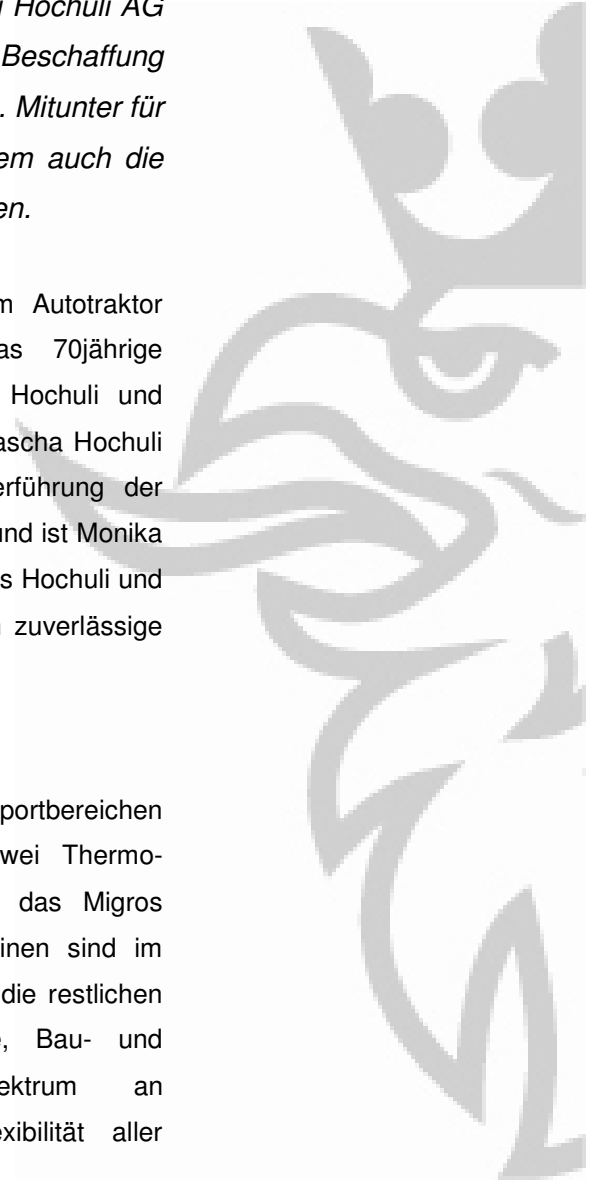 Hochuli AG
Beschaffung
. Mitunter für
em auch die
en.
m Autotraktor
as 70jährige
Hochuli und
ascha Hochuli
erführung der
und ist Monika
s Hochuli und
zuverlässige
portbereichen
wei Thermo-
das Migros
inen sind im
die restlichen
e, Bau- und
ektrum an
exibilität aller